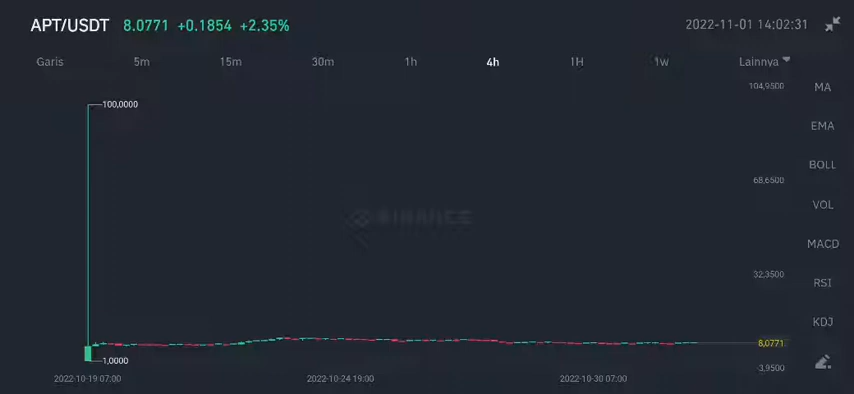 APT/USDT 8.0771 +0.1854 +2.35% 2022-11-01 14:02:31
Garis 5m 15m 30m 1h 4h 1H 1w Lainnya
104,9500
MA
100,0000
EMA
BOLL
68,6500
VOL
BINANCE
MACD
32,3500
RSI
KDJ
8,0771
1,0000
-3,9500
2022-10-19 07:00 2022-10-24 19:00 2022-10-30 07:00